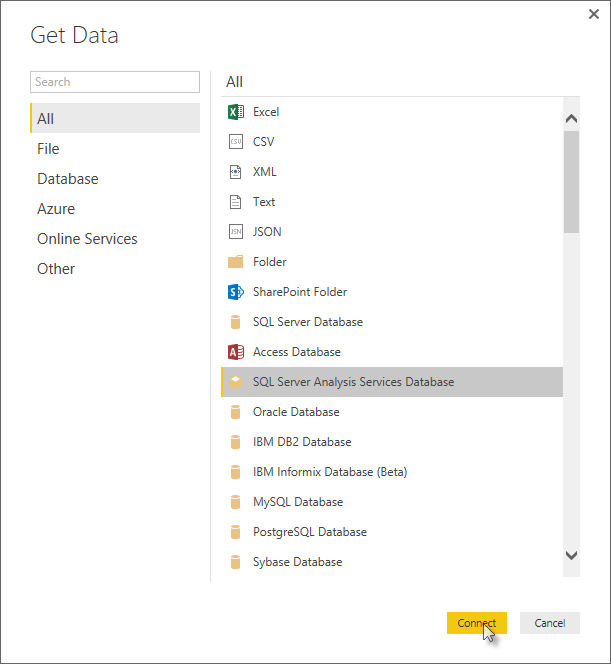 Get Data
Search
All
File
Database
Azure
Online Services
Other
All
Excel
CSV
CSV
XML
Text
JSN
JSON
Folder
S
SharePoint Folder
SQL Server Database
A
Access Database
SQL Server Analysis Services Database
Oracle Database
IBM DB2 Database
IBM Informix Database (Beta)
MySQL Database
PostgreSQL Database
Sybase Database
Connect
Cancel